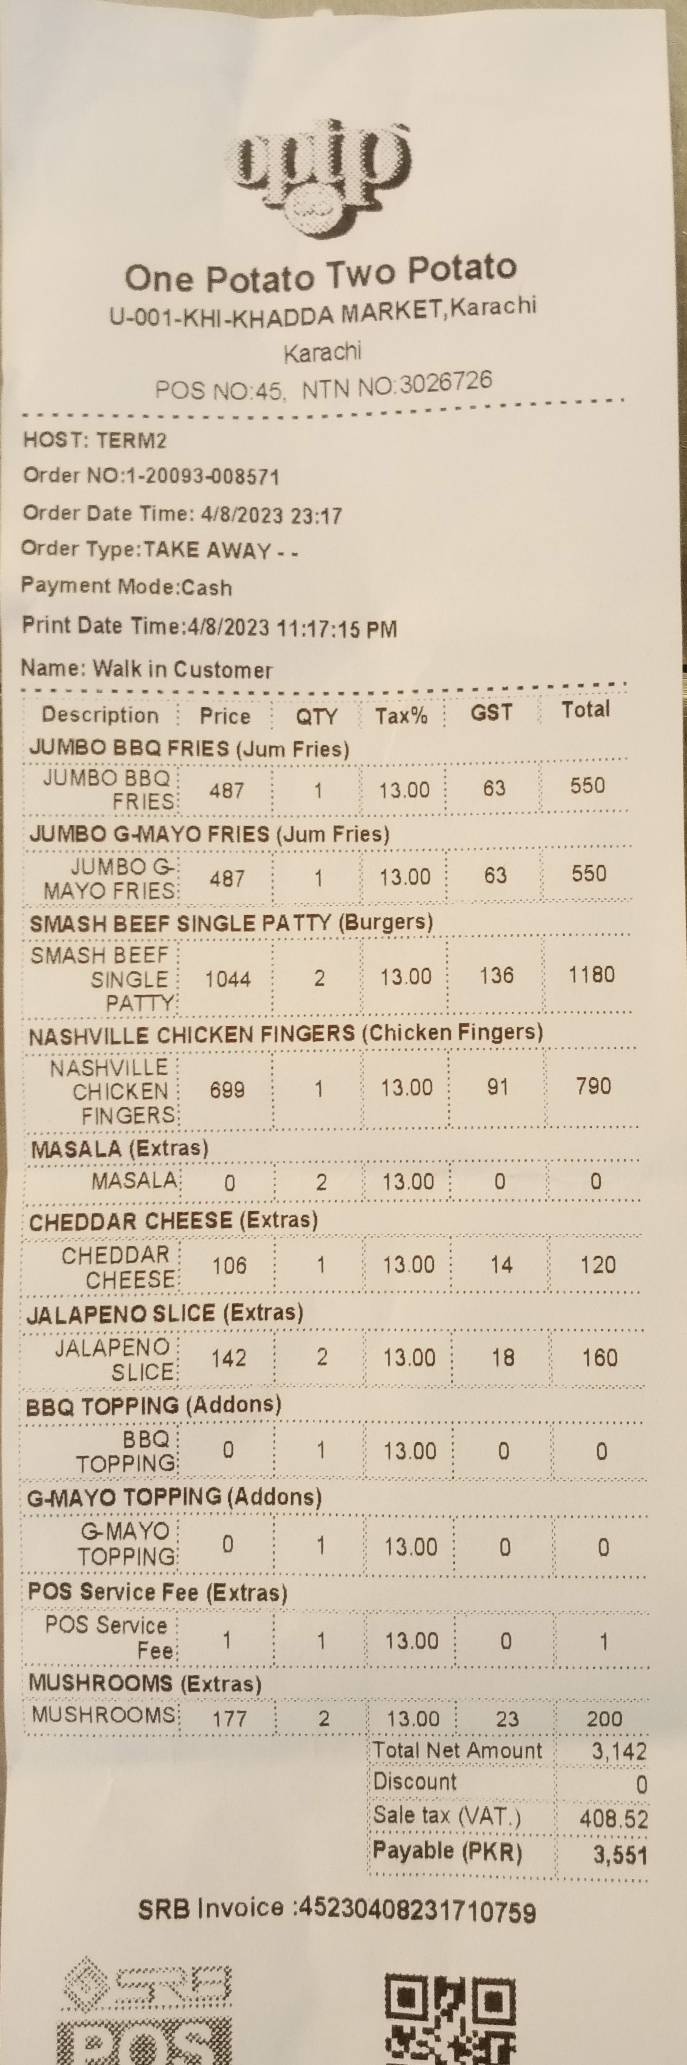 optp
One Potato Two Potato
U-001-KHI-KHADDA MARKET,Karachi
Karachi
POS NO:45, NTN NO:3026726
HOST: TERM2
Order NO:1-20093-008571
Order Date Time: 4/8/2023 23:17
Order Type:TAKE AWAY - -
Payment Mode:Cash
Print Date Time:4/8/2023 11:17:15 PM
Name: Walk in Customer
Description Price QTY Tax% GST Total
JUMBO BBQ FRIES (Jum Fries)
JUMBO BBQ
FRIES 487 1 13.00 63 550
JUMBO G-MAYO FRIES (Jum Fries)
JUMBO G-
MAYO FRIES 487 1 13.00 63 550
SMASH BEEF SINGLE PATTY (Burgers)
SMASH BEEF
SINGLE 1044 2 13.00 136 1180
PATTY
NASHVILLE CHICKEN FINGERS (Chicken Fingers)
NASHVILLE
CHICKEN 699 1 13.00 91 790
FINGERS
MASALA (Extras)
MASALA 0 2 13.00 0 0
CHEDDAR CHEESE (Extras)
CHEDDAR
CHEESE 106 1 13.00 14 120
JALAPENO SLICE (Extras)
JALAPENO
SLICE 142 2 13.00 18 160
BBQ TOPPING (Addons)
BBQ
TOPPING 0 1 13.00 0 0
G-MAYO TOPPING (Addons)
G-MAYO
TOPPING 0 1 13.00 0 0
POS Service Fee (Extras)
POS Service
Fee 1 1 13.00 0 1
MUSHROOMS (Extras)
MUSHROOMS 177 2 13.00 23 200
Total Net Amount 3,142
Discount 0
Sale tax (VAT.) 408.52
Payable (PKR) 3,551
SRB Invoice :45230408231710759
SRB
POS